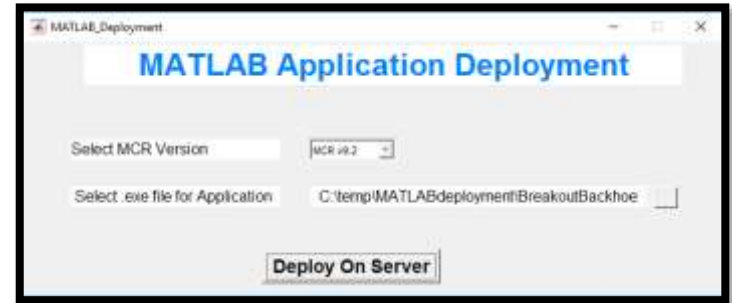 MATLAB_Deployment
MATLAB Application Deployment
Select MCR Version MCR v9.2
Select .exe file for Application C:\temp\MATLABdeployment\BreakoutBackhoe
Deploy On Server